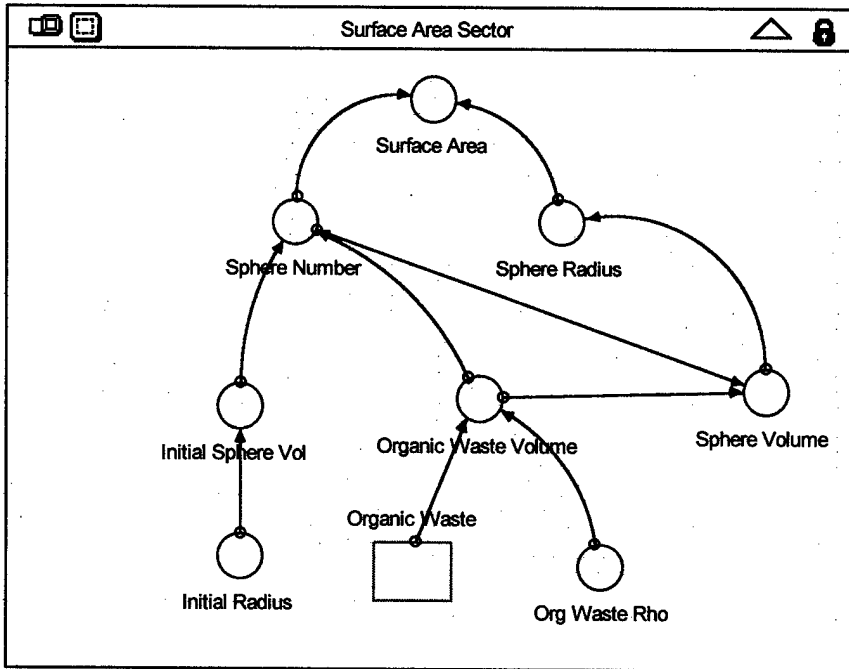 Surface Area Sector
Surface Area
Sphere Number
Sphere Radius
Initial Sphere Vol
Organic Waste Volume
Sphere Volume
Organic Waste
Initial Radius
Org Waste Rho